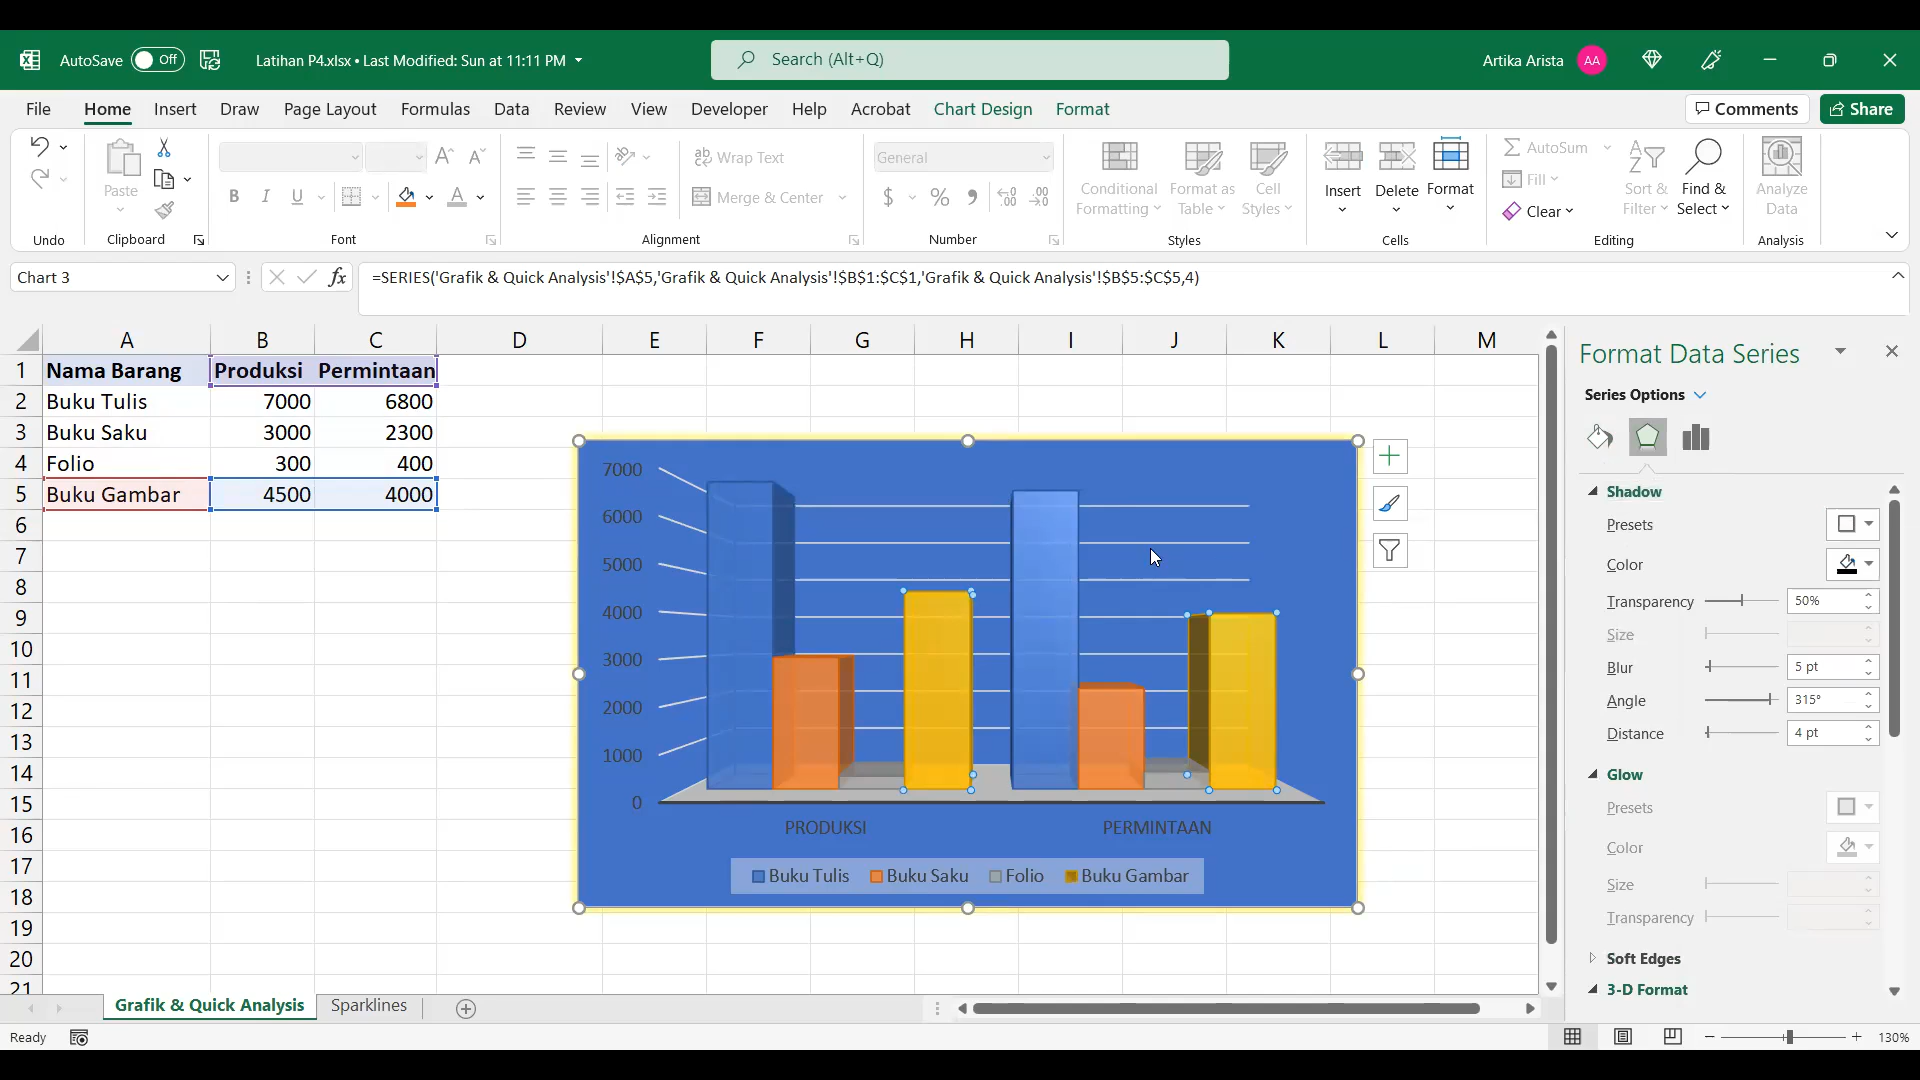 AutoSave Off Latihan P4.xlsx • Last Modified: Sun at 11:11 PM Search (Alt+Q) Artika Arista AA
File Home Insert Draw Page Layout Formulas Data Review View Developer Help Acrobat Chart Design Format Comments Share
Paste
B I U A
ab Wrap Text
Merge & Center
General
$ % 9
Conditional Formatting
Format as Table
Cell Styles
Insert Delete Format
AutoSum
Fill
Clear
Sort & Filter
Find & Select
Analyze Data
Undo Clipboard Font Alignment Number Styles Cells Editing Analysis
Chart 3 fx =SERIES('Grafik & Quick Analysis'!$A$5,'Grafik & Quick Analysis'!$B$1:$C$1,'Grafik & Quick Analysis'!$B$5:$C$5,4)
A B C D E F G H I J K L M
1 Nama Barang Produksi Permintaan
2 Buku Tulis 7000 6800
3 Buku Saku 3000 2300
4 Folio 300 400
5 Buku Gambar 4500 4000
6
7
8
9
10
11
12
13
14
15
16
17
18
19
20
21
7000
6000
5000
4000
3000
2000
1000
0
PRODUKSI PERMINTAAN
Buku Tulis Buku Saku Folio Buku Gambar
Format Data Series
Series Options
Shadow
Presets
Color
Transparency 50%
Size
Blur 5 pt
Angle 315°
Distance 4 pt
Glow
Presets
Color
Size
Transparency
Soft Edges
3-D Format
Grafik & Quick Analysis Sparklines
Ready 130%